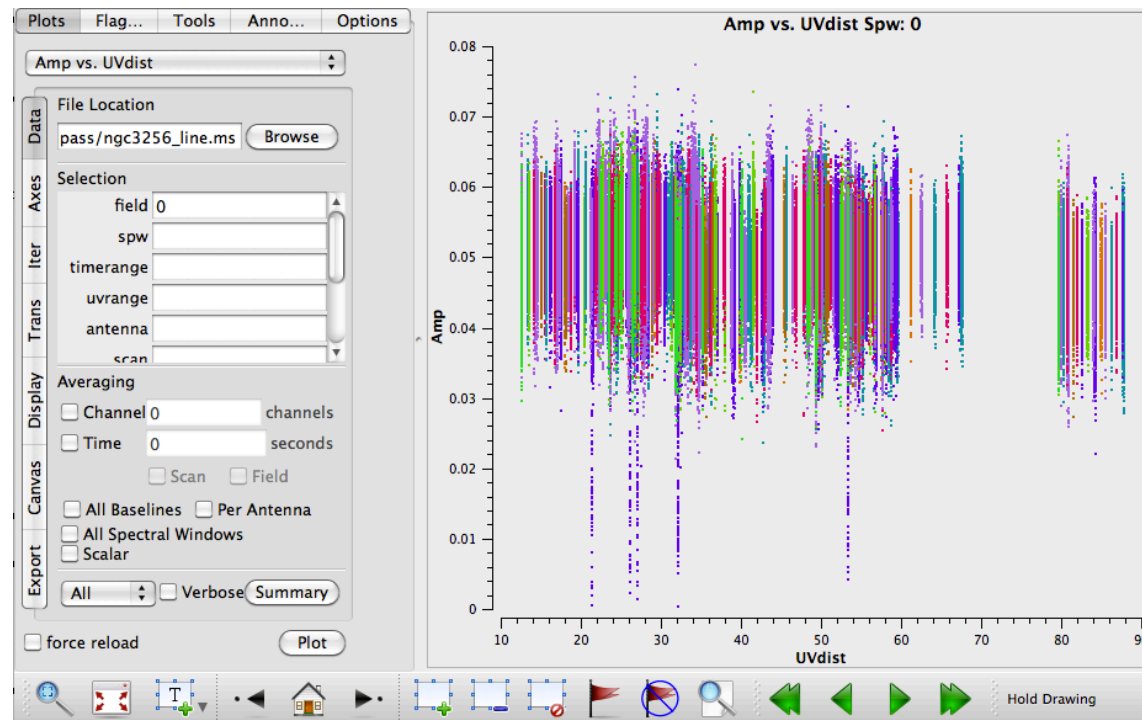 Plots Flag... Tools Anno... Options
Amp vs. UVdist
Data
Axes
Iter
Trans
Display
Canvas
Export
File Location
pass/ngc3256_line.ms Browse
Selection
field 0
spw
timerange
uvrange
antenna
scan
Averaging
Channel 0 channels
Time 0 seconds
Scan Field
All Baselines Per Antenna
All Spectral Windows
Scalar
All Verbose Summary
force reload Plot
Amp vs. UVdist Spw: 0
0.08
0.07
0.06
0.05
0.04
0.03
0.02
0.01
0
Amp
10 20 30 40 50 60 70 80 9
UVdist
T
Hold Drawing